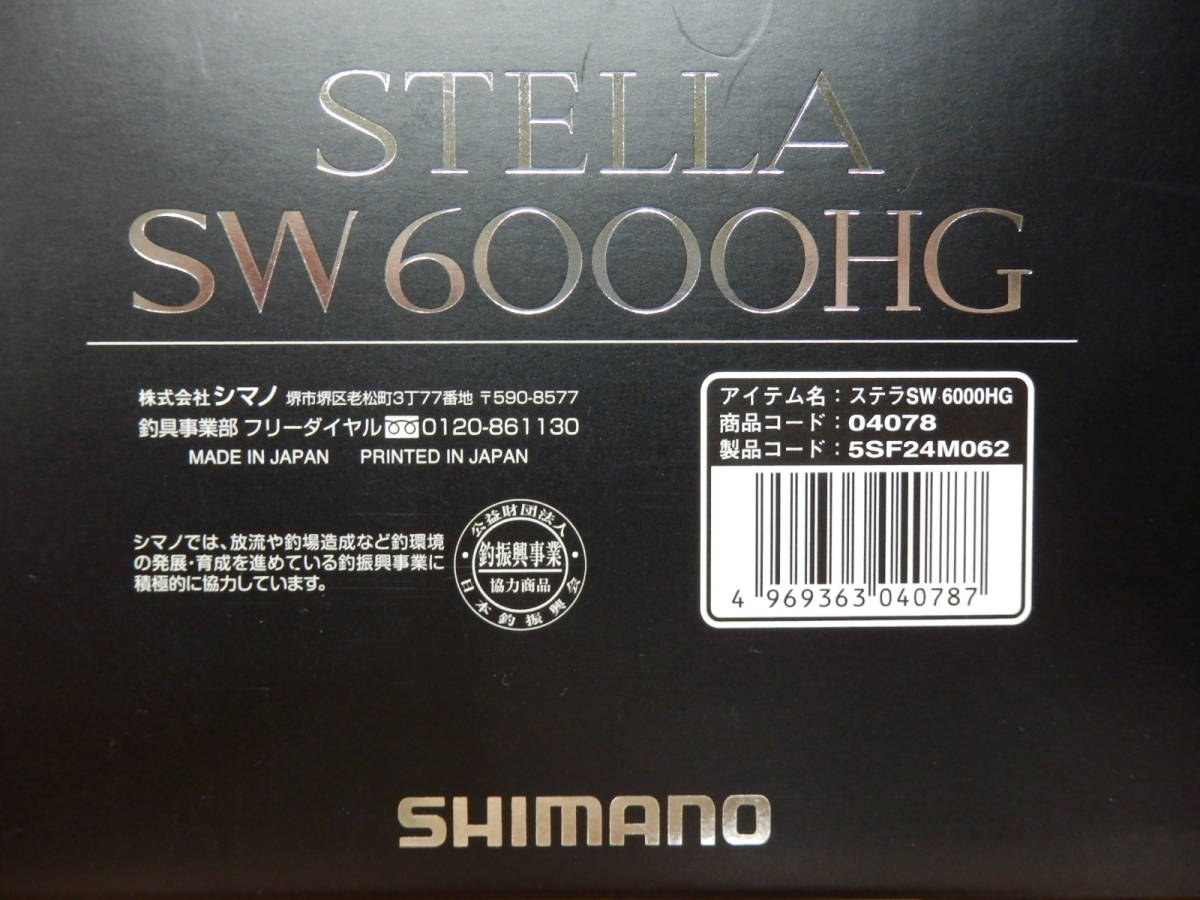 STELLA
SW 6000HG
株式会社 シマノ 堺市堺区老松町3丁77番地 〒590-8577
釣具事業部 フリーダイヤル 0120-861130
MADE IN JAPAN PRINTED IN JAPAN
シマノでは、放流や釣場造成など釣環境
の発展・育成を進めている釣振興事業に
積極的に協力しています。
公益財団法人
釣振興事業
協力商品
日本釣振興会
アイテム名：ステラSW 6000HG
商品コード：04078
製品コード：5SF24M062
4 969363 040787
SHIMANO